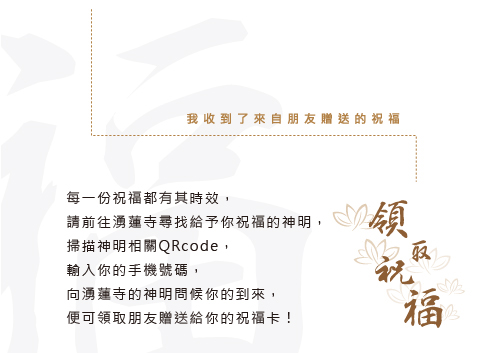 我收到了來自朋友贈送的祝福
每一份祝福都有其時效，
請前往湧蓮寺尋找給予你祝福的神明，
掃描神明相關QRcode，
輸入你的手機號碼，
向湧蓮寺的神明問候你的到來，
便可領取朋友贈送給你的祝福卡！
領取祝福
福